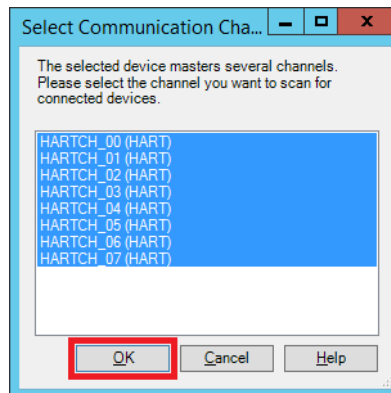 Select Communication Cha...
The selected device masters several channels.
Please select the channel you want to scan for
connected devices.
HARTCH_00 (HART)
HARTCH_01 (HART)
HARTCH_02 (HART)
HARTCH_03 (HART)
HARTCH_04 (HART)
HARTCH_05 (HART)
HARTCH_06 (HART)
HARTCH_07 (HART)
OK Cancel Help